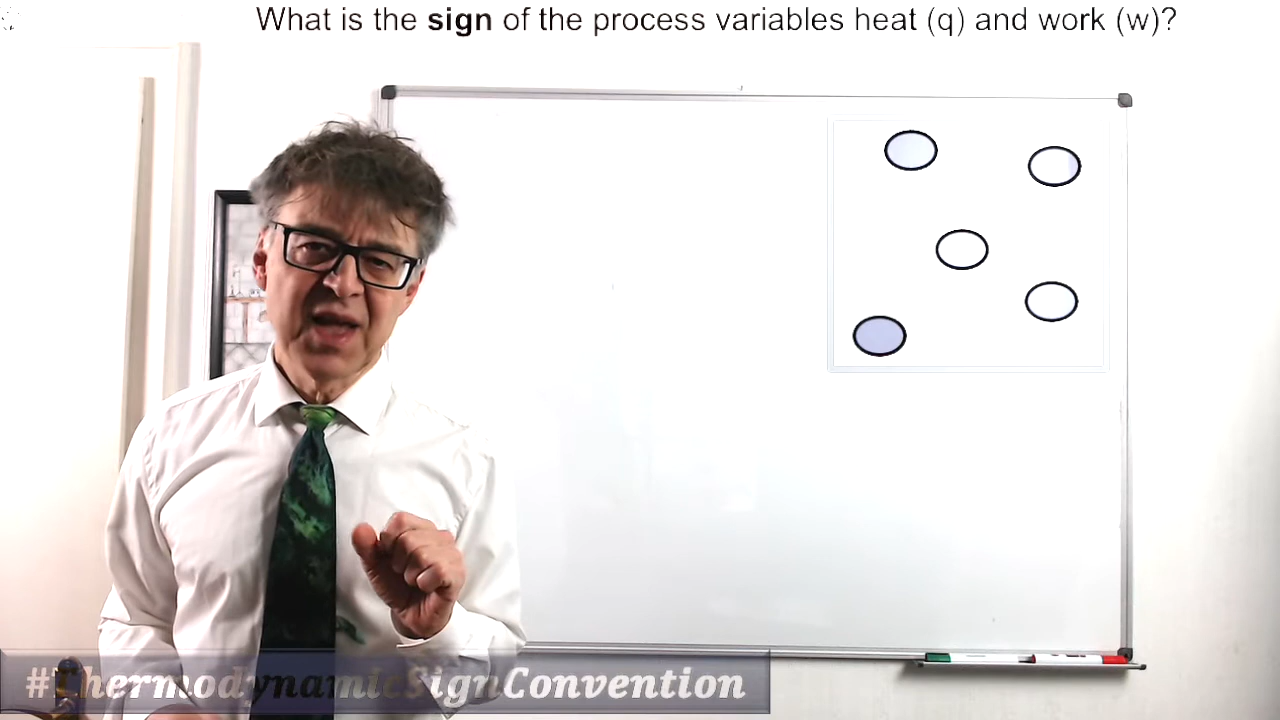 What is the sign of the process variables heat (q) and work (w)?
#ThermodynamicSignConvention